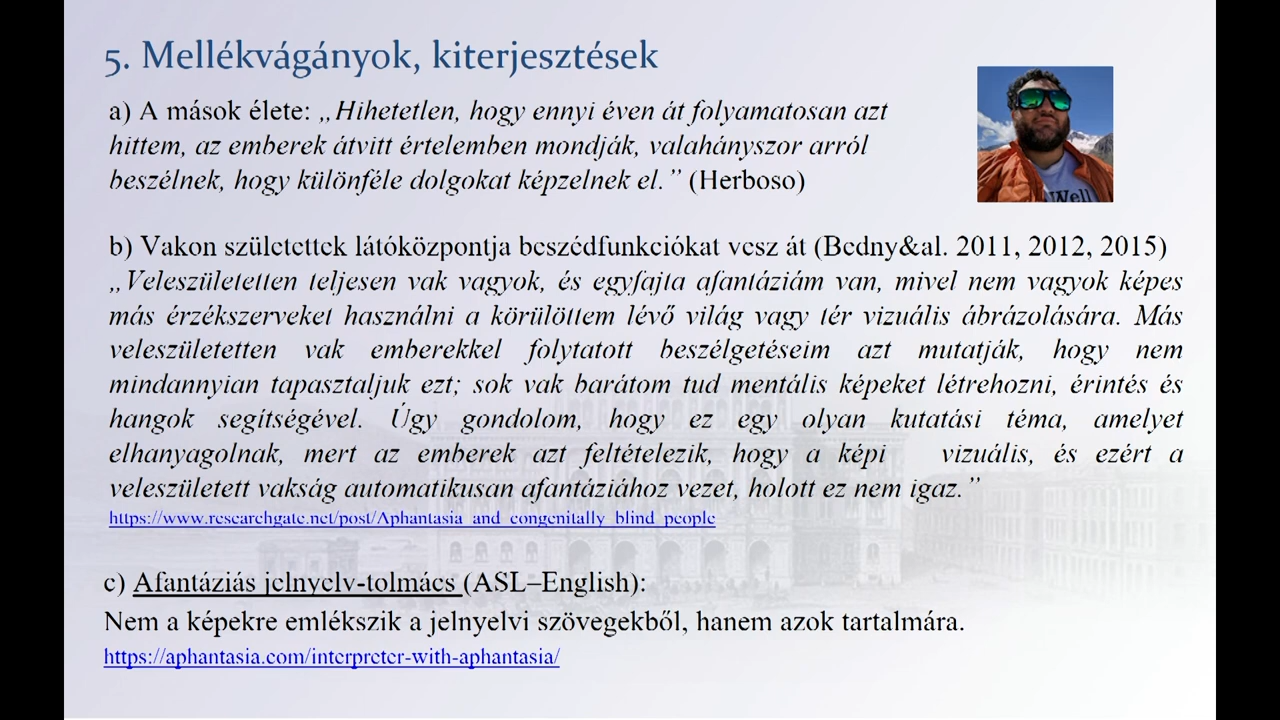 5. Mellékvágányok, kiterjesztések
a) A mások élete: „Hihetetlen, hogy ennyi éven át folyamatosan azt
hittem, az emberek átvitt értelemben mondják, valahányszor arról
beszélnek, hogy különféle dolgokat képzelnek el.” (Herboso)
Well
b) Vakon születettek látóközpontja beszédfunkciókat vesz át (Bedny&al. 2011, 2012, 2015)
„Veleszületetten teljesen vak vagyok, és egyfajta afantáziám van, mivel nem vagyok képes
más érzékszerveket használni a körülöttem lévő világ vagy tér vizuális ábrázolására. Más
veleszületetten vak emberekkel folytatott beszélgetéseim azt mutatják, hogy nem
mindannyian tapasztaljuk ezt; sok vak barátom tud mentális képeket létrehozni, érintés és
hangok segítségével. Úgy gondolom, hogy ez egy olyan kutatási téma, amelyet
elhanyagolnak, mert az emberek azt feltételezik, hogy a képi vizuális, és ezért a
veleszületett vakság automatikusan afantáziához vezet, holott ez nem igaz.”
https://www.researchgate.net/post/Aphantasia_and_congenitally_blind_people
c) Afantáziás jelnyelv-tolmács (ASL–English):
Nem a képekre emlékszik a jelnyelvi szövegekből, hanem azok tartalmára.
https://aphantasia.com/interpreter-with-aphantasia/